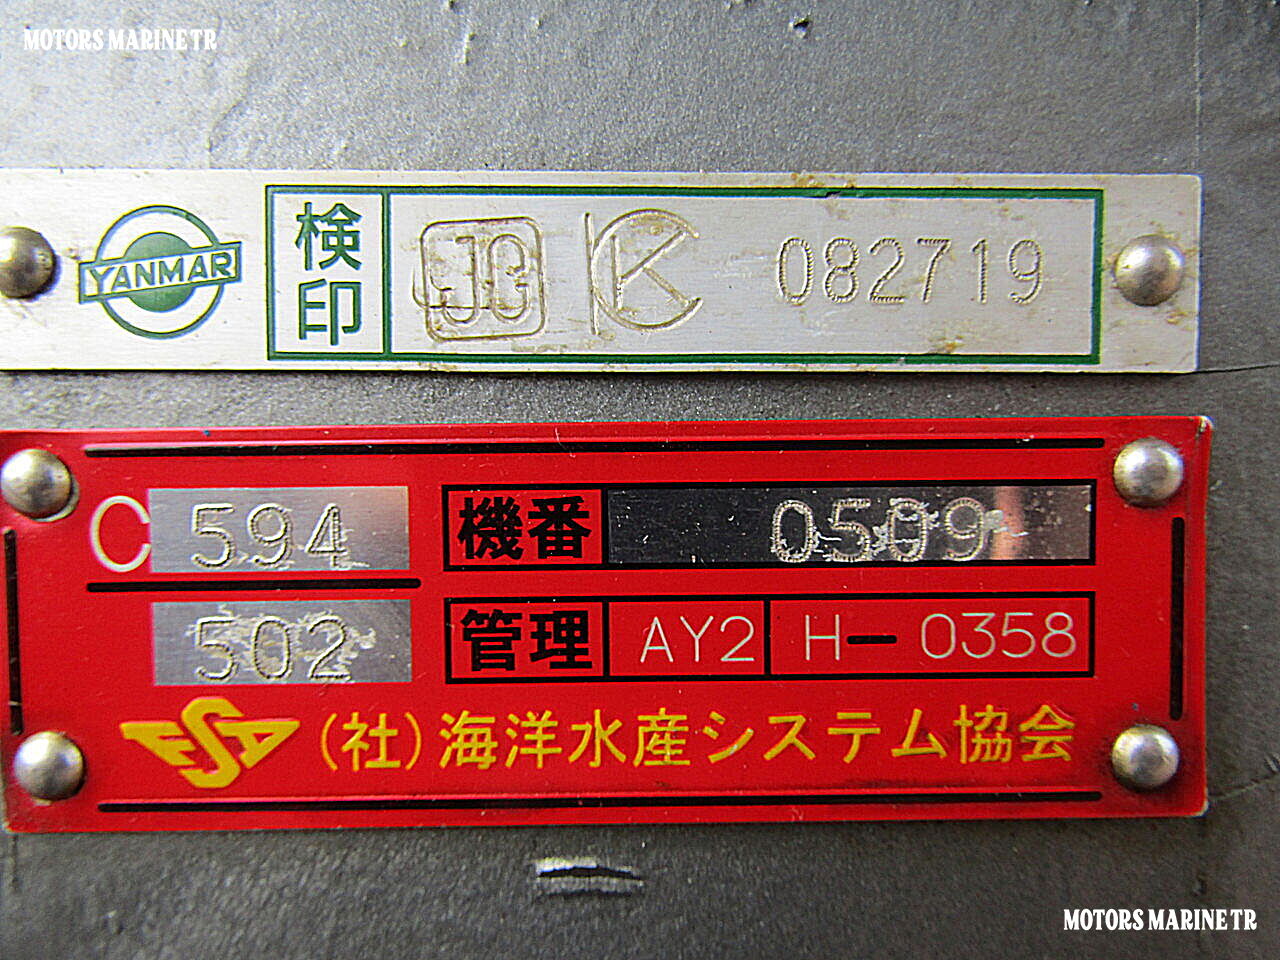 MOTORS MARINE TR
YANMAR 検印 JG K 082719
C 594 機番 0509
502 管理 AY2 H-0358
FSA (社)海洋水産システム協会
MOTORS MARINE TR